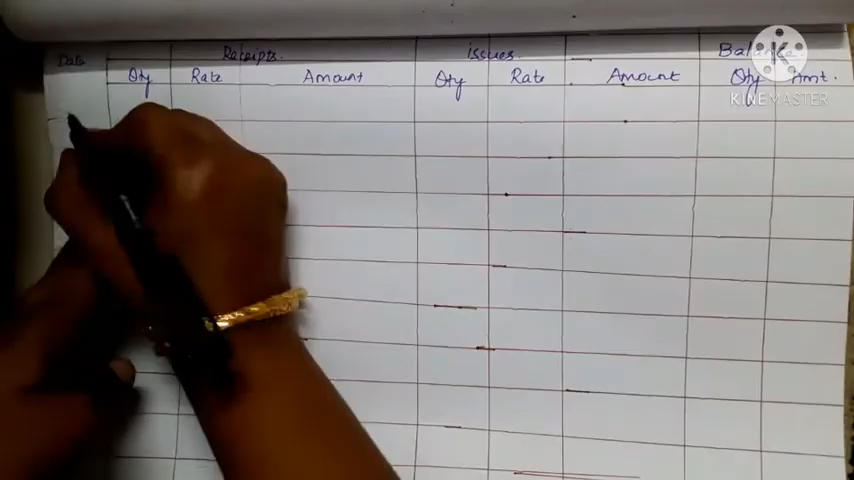 Date Receipts. issues. Balance.
Qty Rate Amount Qty Rate Amount Qty Amt.
KINEMASTER